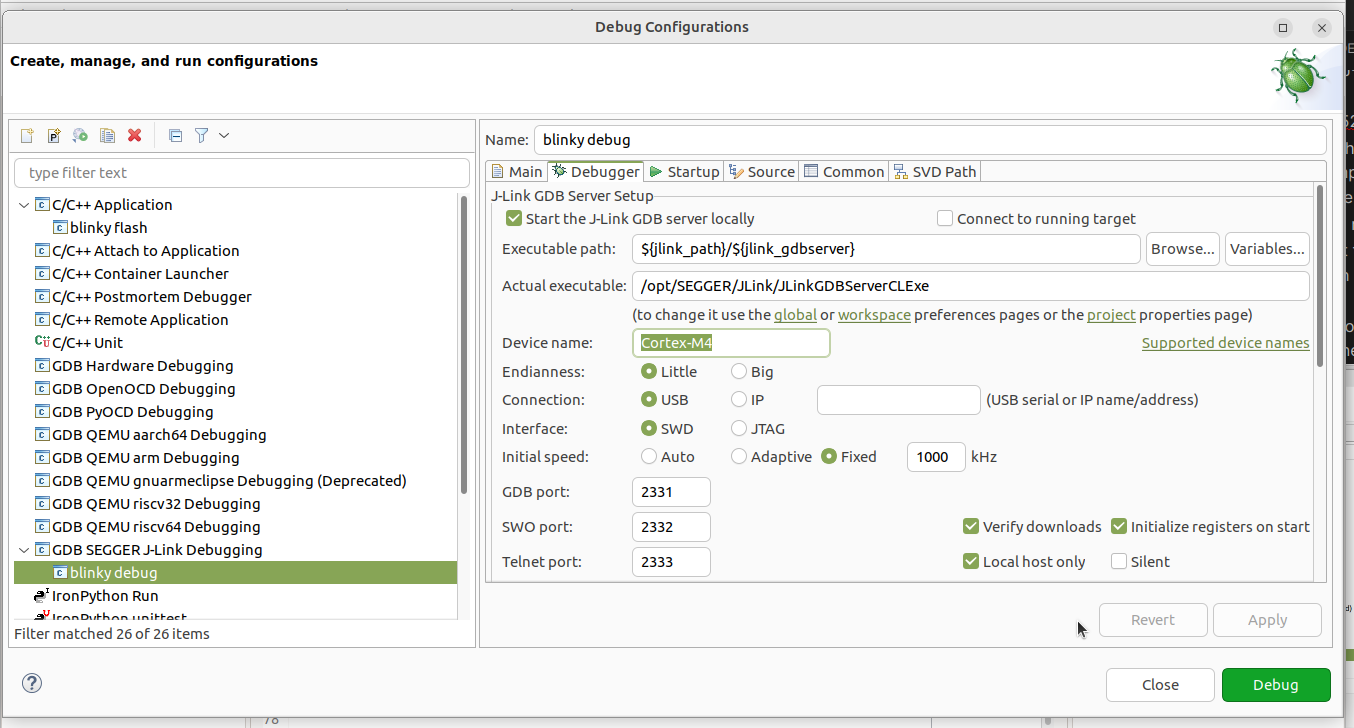 Debug Configurations
Create, manage, and run configurations
type filter text
C/C++ Application
blinky flash
C/C++ Attach to Application
C/C++ Container Launcher
C/C++ Postmortem Debugger
C/C++ Remote Application
C/C++ Unit
GDB Hardware Debugging
GDB OpenOCD Debugging
GDB PyOCD Debugging
GDB QEMU aarch64 Debugging
GDB QEMU arm Debugging
GDB QEMU gnuarmeclipse Debugging (Deprecated)
GDB QEMU riscv32 Debugging
GDB QEMU riscv64 Debugging
GDB SEGGER J-Link Debugging
blinky debug
IronPython Run
IronPython unittest
Filter matched 26 of 26 items
Name: blinky debug
Main Debugger Startup Source Common SVD Path
J-Link GDB Server Setup
Start the J-Link GDB server locally Connect to running target
Executable path: ${jlink_path}/${jlink_gdbserver} Browse... Variables...
Actual executable: /opt/SEGGER/JLink/JLinkGDBServerCLExe
(to change it use the global or workspace preferences pages or the project properties page)
Device name: Cortex-M4 Supported device names
Endianness: Little Big
Connection: USB IP (USB serial or IP name/address)
Interface: SWD JTAG
Initial speed: Auto Adaptive Fixed 1000 kHz
GDB port: 2331
SWO port: 2332 Verify downloads Initialize registers on start
Telnet port: 2333 Local host only Silent
Revert Apply
Close Debug
78